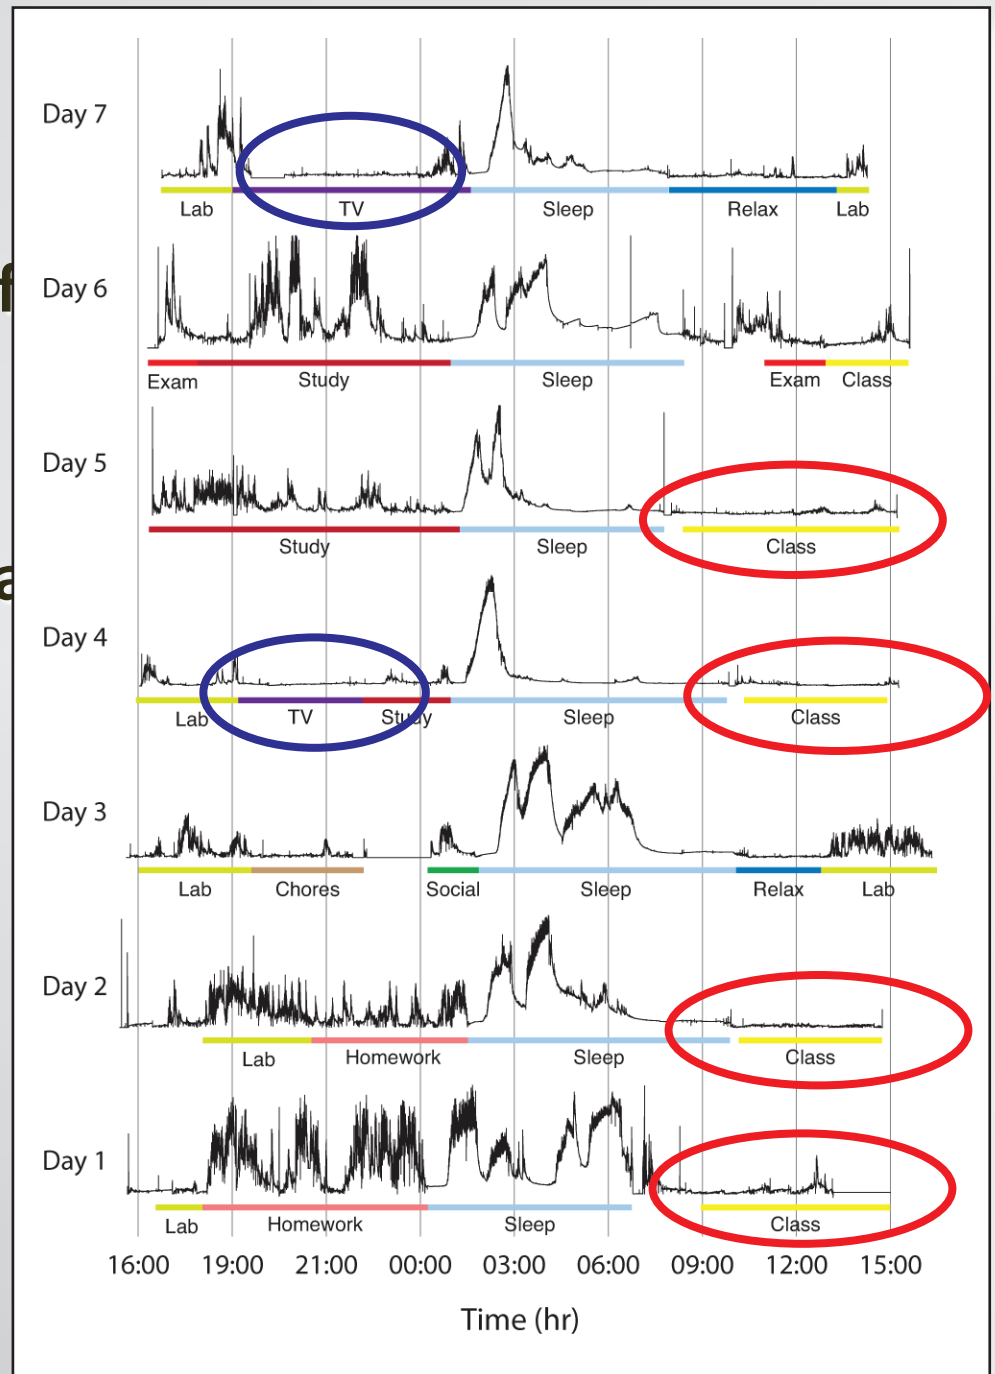 Day 7
Lab TV Sleep Relax Lab
f
Day 6
Exam Study Sleep Exam Class
Day 5
Study Sleep Class
a
Day 4
Lab TV Study Sleep Class
Day 3
Lab Chores Social Sleep Relax Lab
Day 2
Lab Homework Sleep Class
Day 1
Lab Homework Sleep Class
16:00 19:00 21:00 00:00 03:00 06:00 09:00 12:00 15:00
Time (hr)